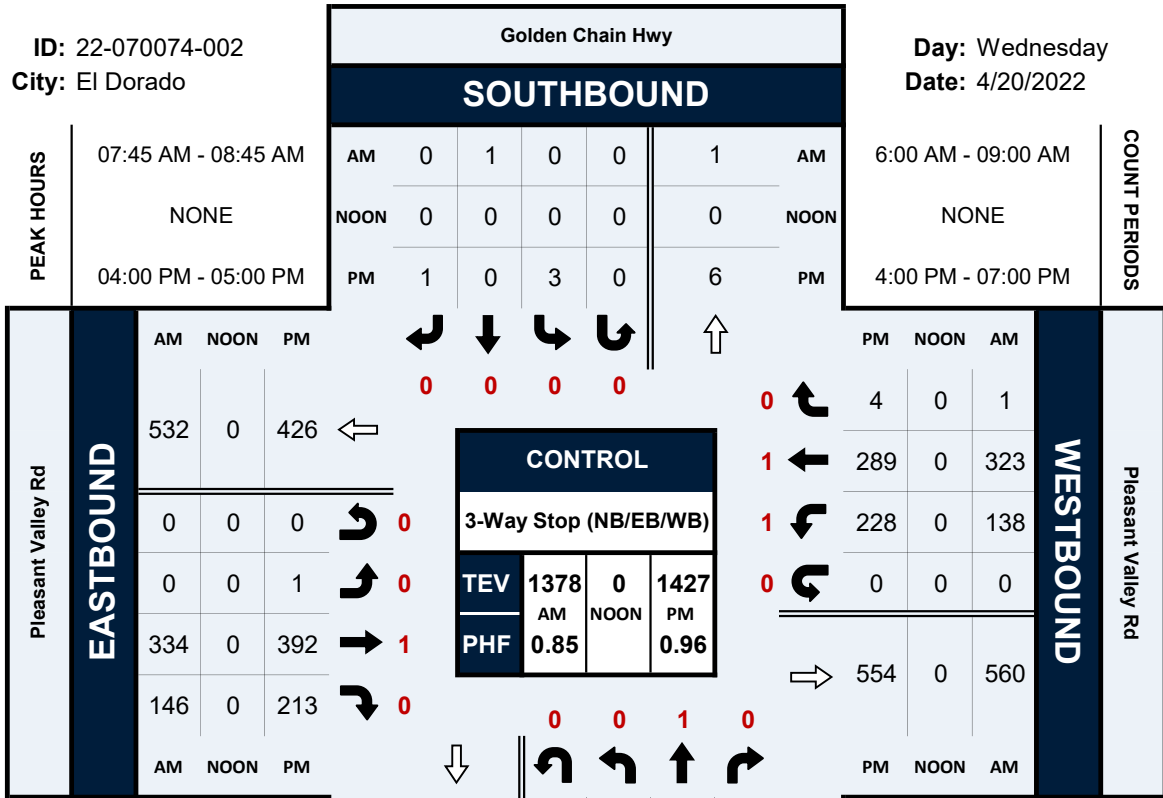 Golden Chain Hwy
ID: 22-070074-002
Day: Wednesday
City: El Dorado
SOUTHBOUND
Date: 4/20/2022
PEAK HOURS
07:45 AM - 08:45 AM
AM 0 1 0 0 1 AM
6:00 AM - 09:00 AM
COUNT PERIODS
NONE
NOON 0 0 0 0 0 NOON
NONE
04:00 PM - 05:00 PM
PM 1 0 3 0 6 PM
4:00 PM - 07:00 PM
Pleasant Valley Rd
EASTBOUND
AM NOON PM
PM NOON AM
0 0 0 0
532 0 426
0 4 0 1
1 289 0 323
1 228 0 138
0 0 0 0
WESTBOUND
Pleasant Valley Rd
0 0 0 0
0 0 1 0
334 0 392 1
146 0 213 0
CONTROL
3-Way Stop (NB/EB/WB)
TEV 1378 0 1427
AM NOON PM
PHF 0.85 0.96
554 0 560
0 0 1 0
AM NOON PM
PM NOON AM